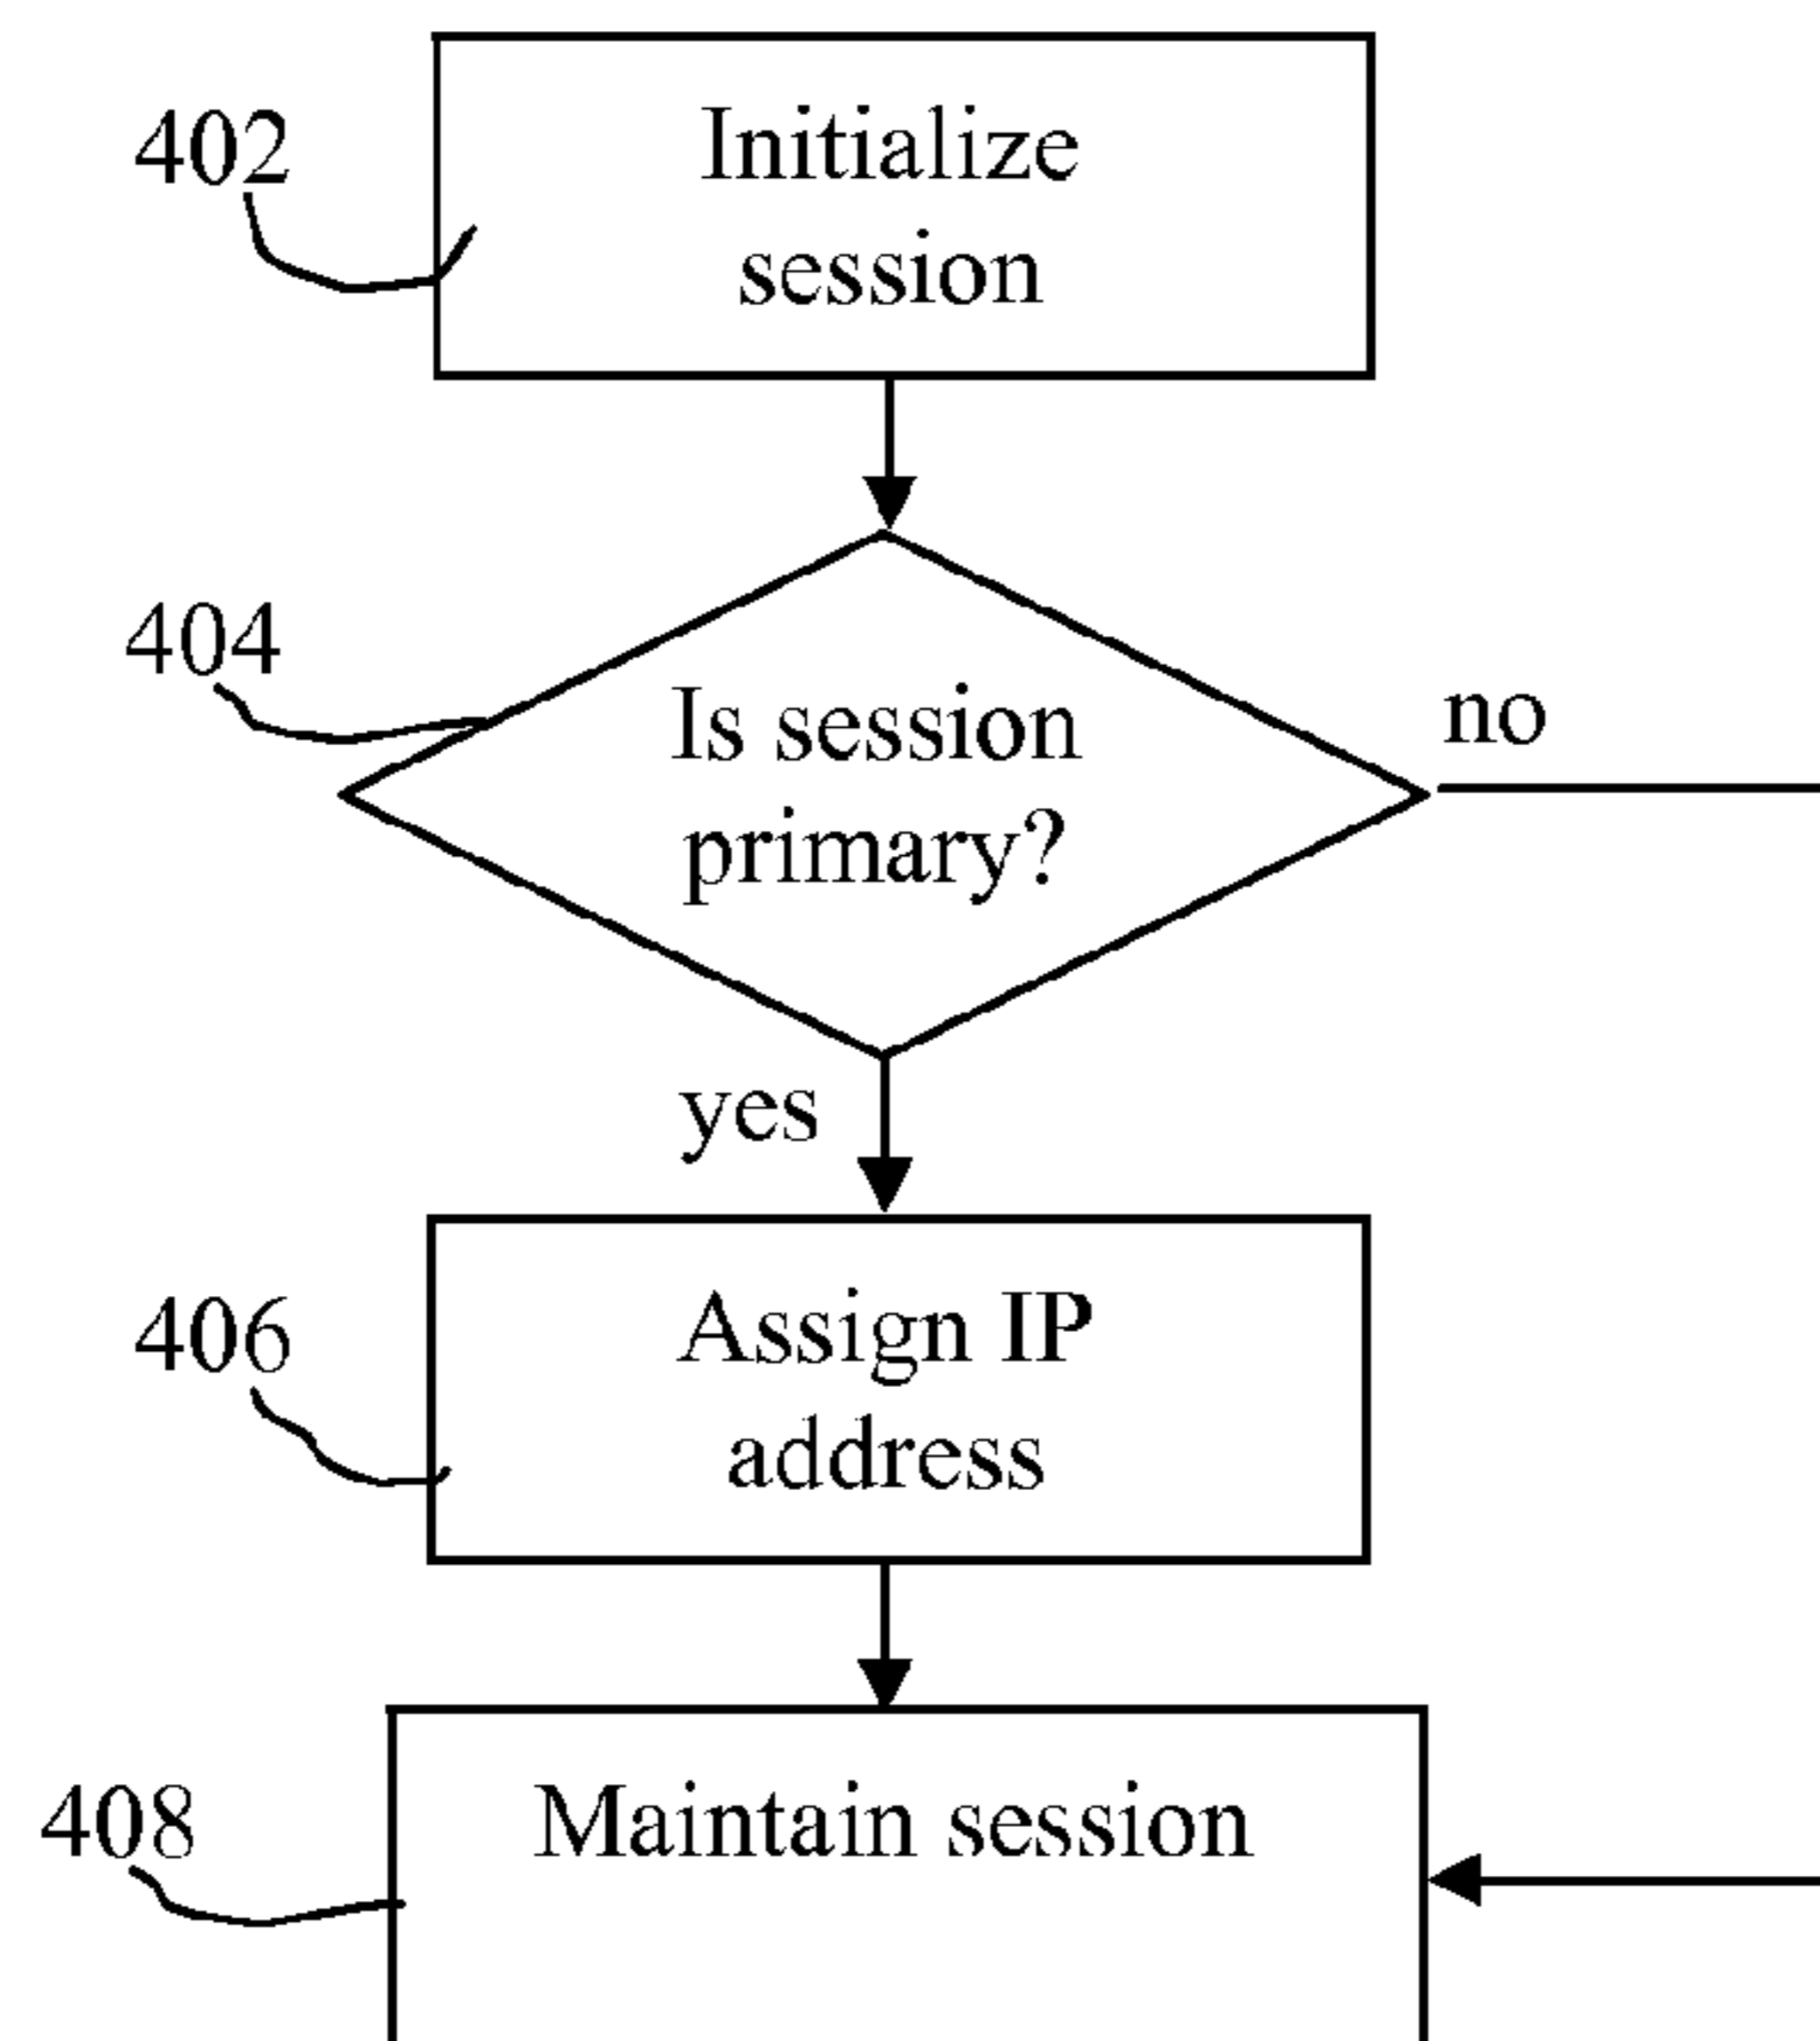 402
Initialize
session
404
Is session
primary?
no
yes
406
Assign IP
address
408
Maintain session